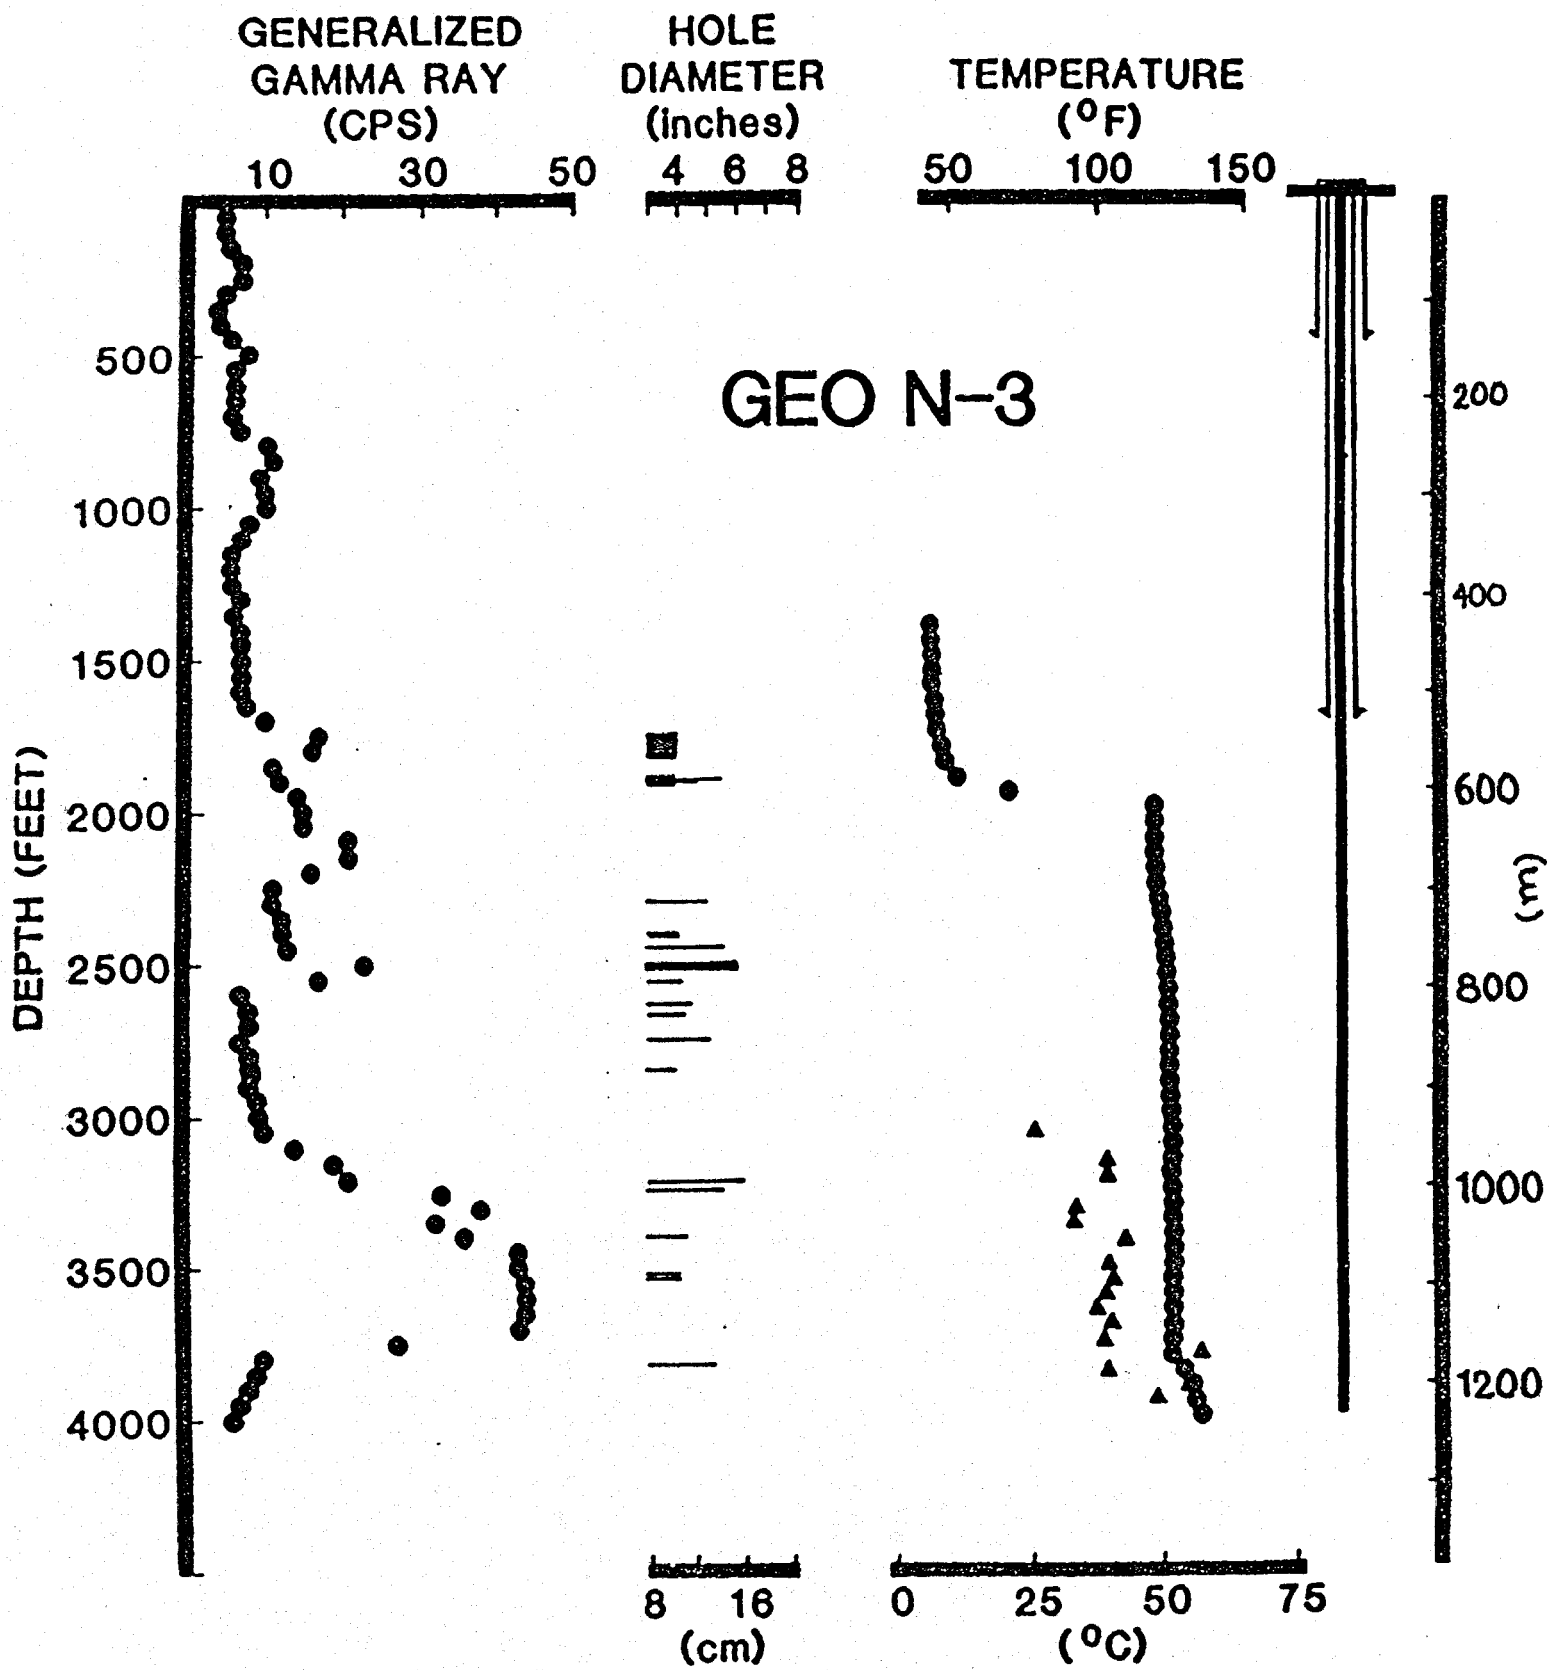 GENERALIZED
GAMMA RAY
(CPS)
10 30 50
HOLE
DIAMETER
(inches)
4 6 8
TEMPERATURE
(°F)
50 100 150
GEO N-3
DEPTH (FEET)
500
1000
1500
2000
2500
3000
3500
4000
200
400
600
800
1000
1200
(m)
8 16
(cm)
0 25 50 75
(°C)